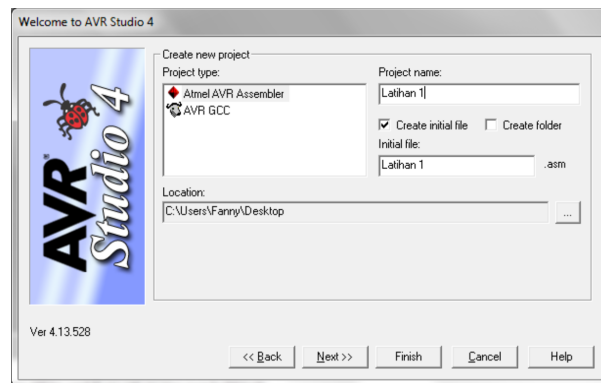 Welcome to AVR Studio 4
AVR® Studio 4
Create new project
Project type:
Atmel AVR Assembler
AVR GCC
Project name:
Latihan 1
Create initial file
Create folder
Initial file:
Latihan 1
.asm
Location:
C:\Users\Fanny\Desktop
...
Ver 4.13.528
<< Back
Next >>
Finish
Cancel
Help